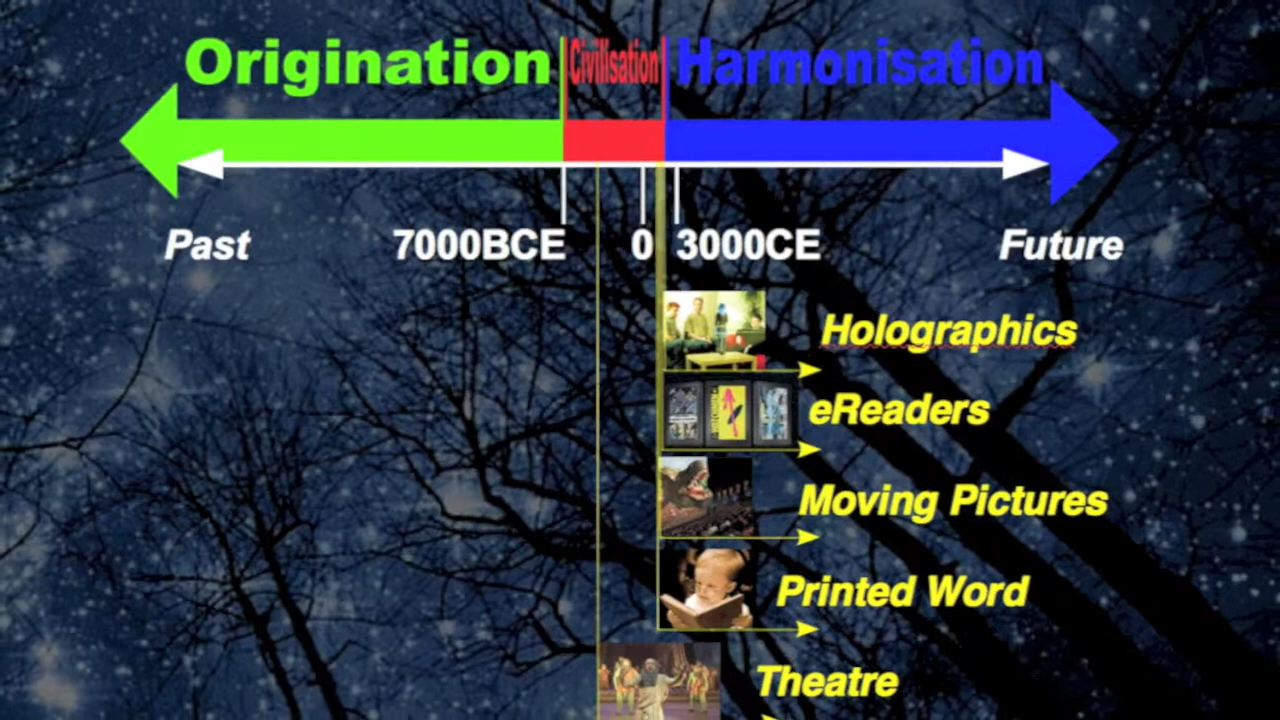 Origination Civilisation Harmonisation
Past 7000BCE 0 3000CE Future
Holographics
eReaders
Moving Pictures
Printed Word
Theatre